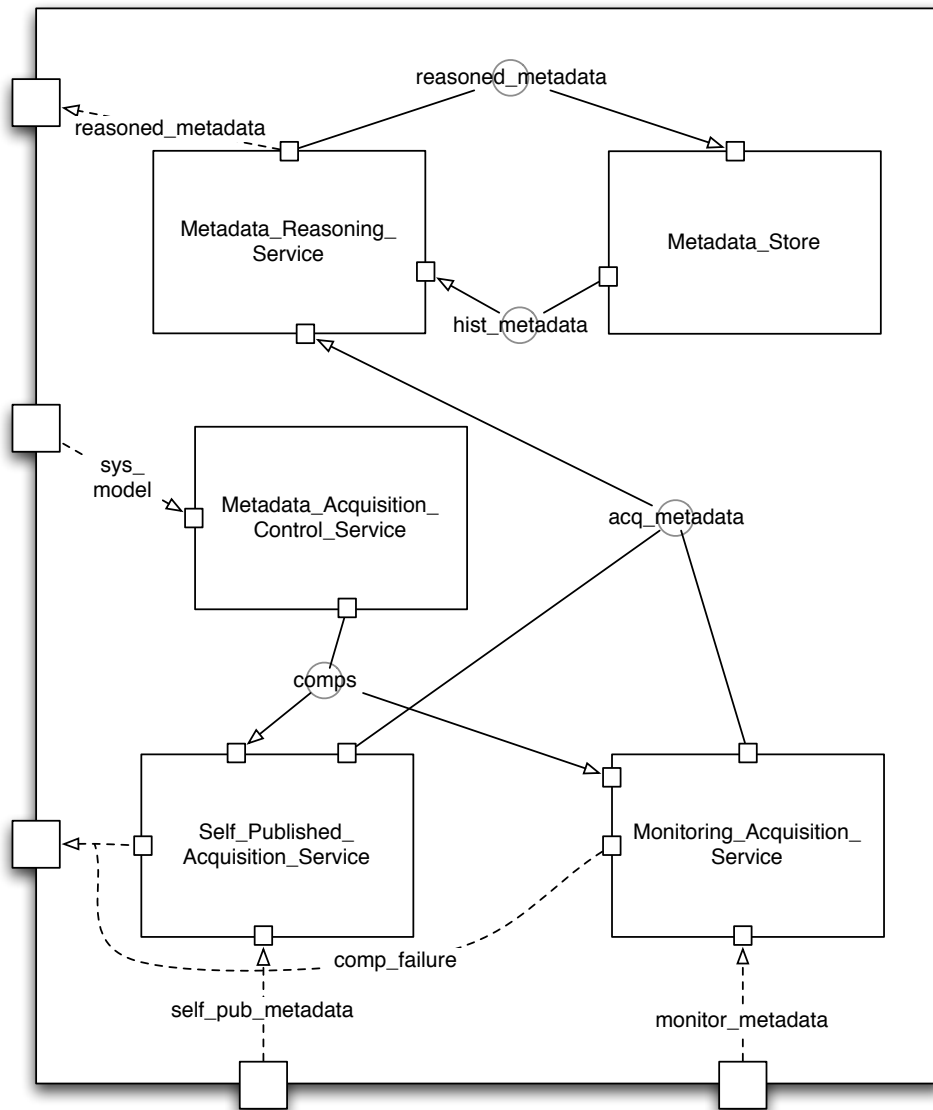 reasoned_metadata
reasoned_metadata
Metadata_Reasoning_
Service
Metadata_Store
hist_metadata
sys_
model
Metadata_Acquisition_
Control_Service
acq_metadata
comps
Self_Published_
Acquisition_Service
Monitoring_Acquisition_
Service
comp_failure
self_pub_metadata
monitor_metadata